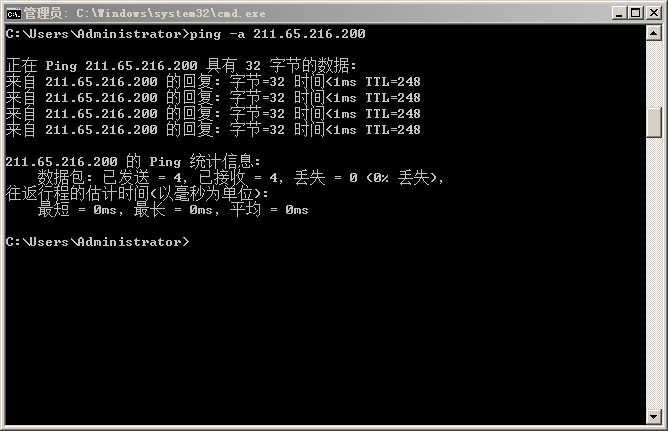 管理员: C:\Windows\system32\cmd.exe
C:\Users\Administrator>ping -a 211.65.216.200
正在 Ping 211.65.216.200 具有 32 字节的数据:
来自 211.65.216.200 的回复: 字节=32 时间<1ms TTL=248
来自 211.65.216.200 的回复: 字节=32 时间<1ms TTL=248
来自 211.65.216.200 的回复: 字节=32 时间<1ms TTL=248
来自 211.65.216.200 的回复: 字节=32 时间<1ms TTL=248
211.65.216.200 的 Ping 统计信息:
数据包: 已发送 = 4, 已接收 = 4, 丢失 = 0 (0% 丢失),
往返行程的估计时间(以毫秒为单位):
最短 = 0ms, 最长 = 0ms, 平均 = 0ms
C:\Users\Administrator>